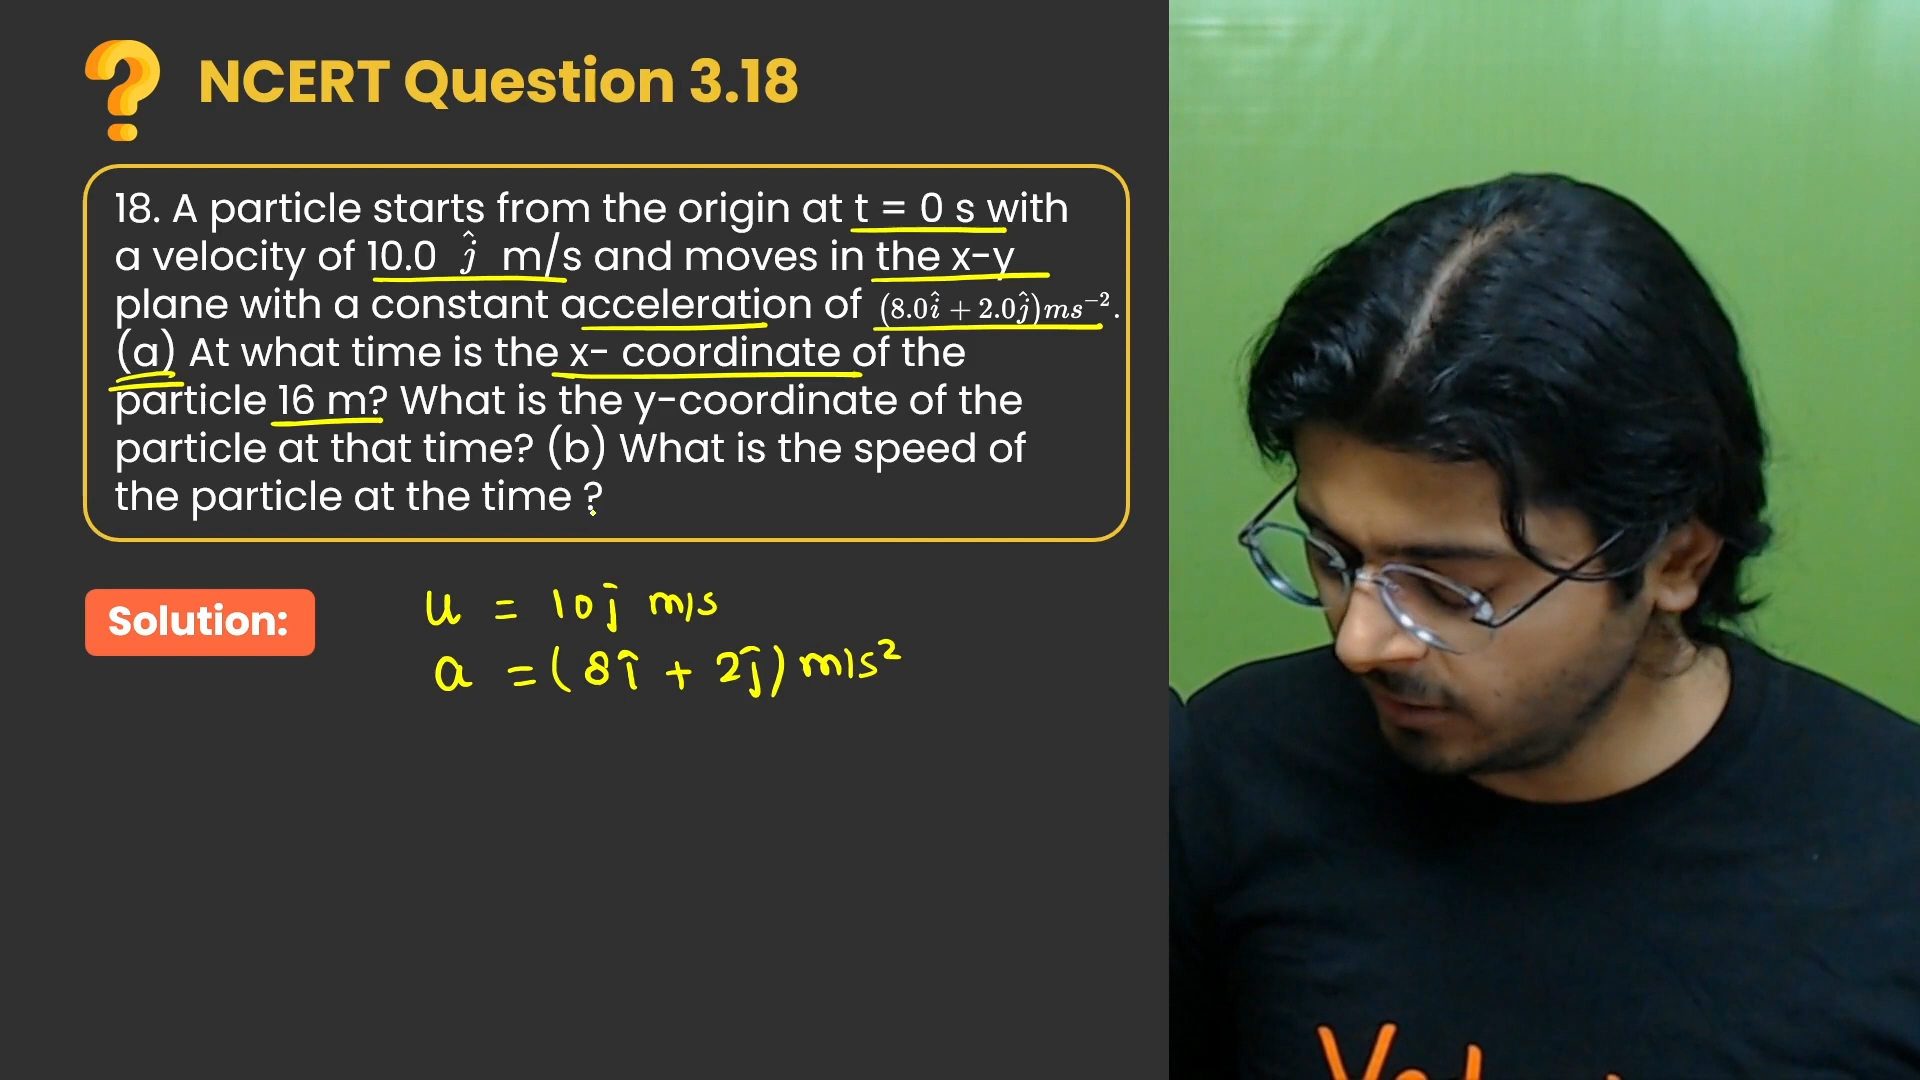 NCERT Question 3.18
18. A particle starts from the origin at t = 0 s with
a velocity of 10.0 ĵ m/s and moves in the x-y
plane with a constant acceleration of (8.0î + 2.0ĵ)ms⁻².
(a) At what time is the x- coordinate of the
particle 16 m? What is the y-coordinate of the
particle at that time? (b) What is the speed of
the particle at the time ?
Solution:
u = 10ĵ m/s
a = (8î + 2ĵ) m/s²